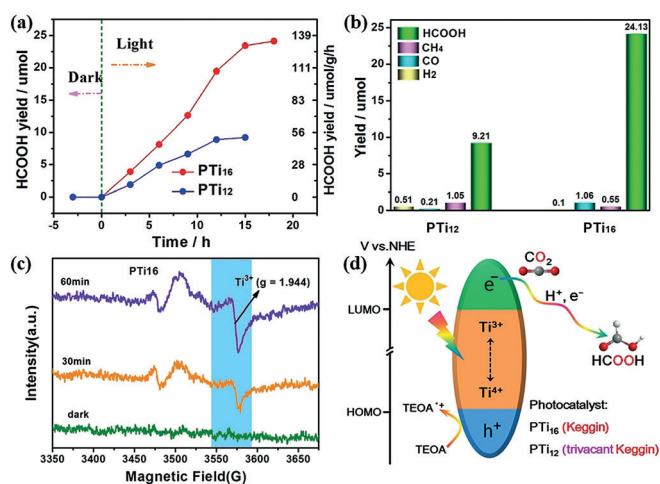 (a)
HCOOH yield / umol
25
20
15
10
5
0
Light
Dark
PTi16
PTi12
-5 0 5 10 15 20
Time / h
139
112
84
56
28
0
HCOOH yield / umol/g/h
(b)
Yield / umol
30
25
20
15
10
5
0
HCOOH
CH4
CO
H2
0.51
0.21
1.05
9.21
0.1
1.06
0.55
24.13
PTi12 PTi16
(c)
Intensity(a.u.)
PTi16
60min
Ti3+
(g = 1.944)
30min
dark
3350 3400 3450 3500 3550 3600 3650
Magnetic Field(G)
(d)
V vs.NHE
LUMO
HOMO
e−
CO2
H+, e−
HCOOH
Ti3+
Ti4+
h+
TEOA•+
TEOA
Photocatalyst:
PTi16 (Keggin)
PTi12 (trivacant Keggin)